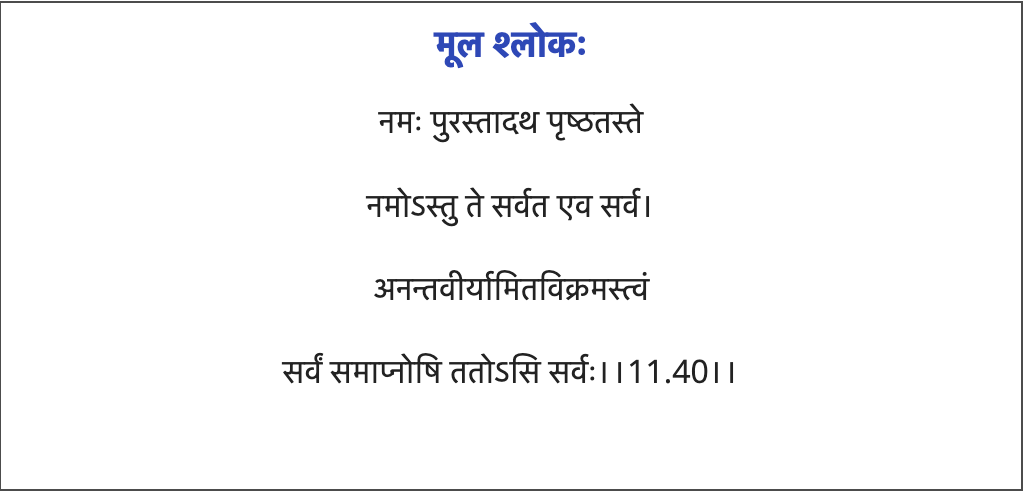 मूल श्लोकः
नमः पुरस्तादथ पृष्ठतस्ते
नमोऽस्तु ते सर्वत एव सर्व।
अनन्तवीर्यामितविक्रमस्त्वं
सर्वं समाप्नोषि ततोऽसि सर्वः।।11.40।।